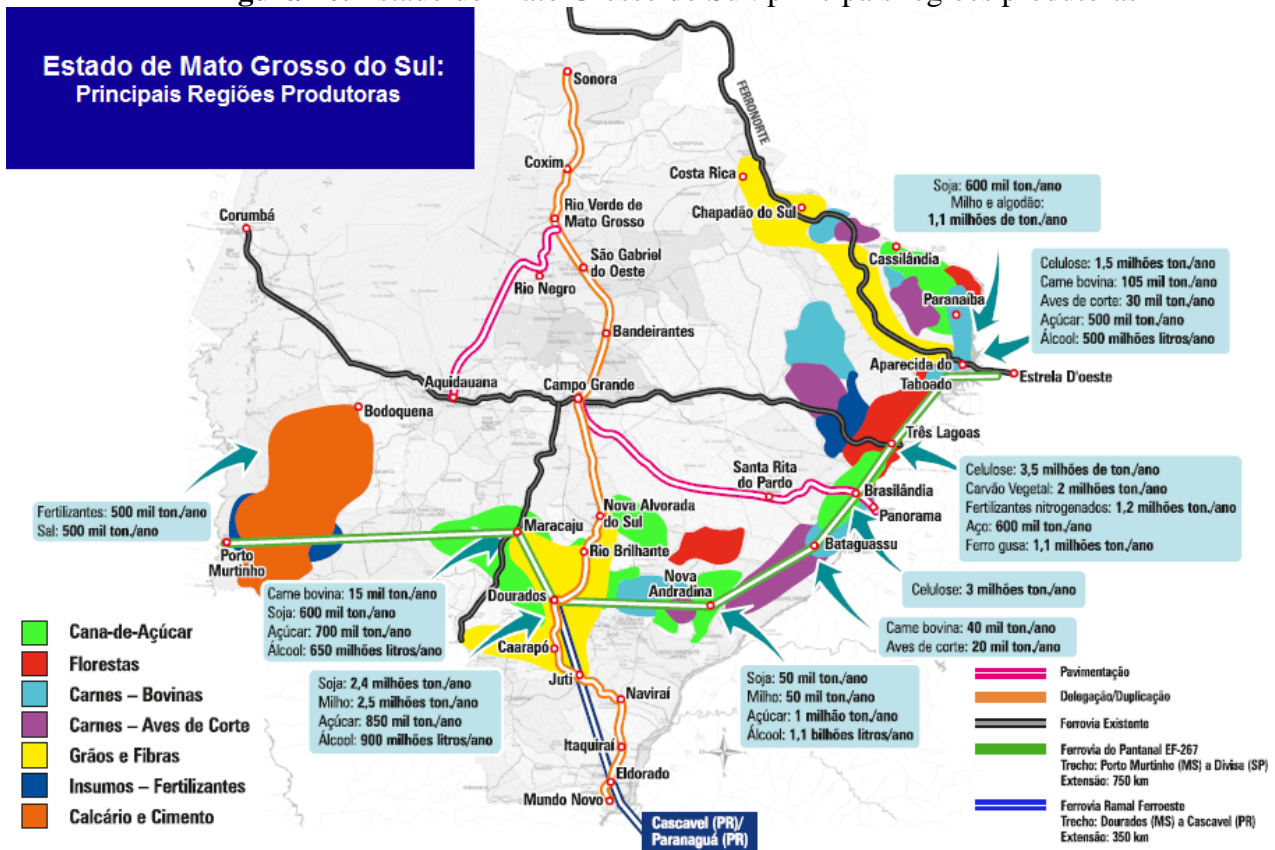 Estado de Mato Grosso do Sul:
Principais Regiões Produtoras
Sonora
FERRONORTE
Coxim
Costa Rica
Chapadão do Sul
Soja: 600 mil ton./ano
Milho e algodão:
1,1 milhões de ton./ano
Corumbá
Rio Verde de
Mato Grosso
São Gabriel
do Oeste
Rio Negro
Cassilândia
Paranaíba
Celulose: 1,5 milhões ton./ano
Carne bovina: 105 mil ton./ano
Aves de corte: 30 mil ton./ano
Açúcar: 500 mil ton./ano
Álcool: 500 milhões litros/ano
Bandeirantes
Aparecida do
Taboado
Estrela D'oeste
Aquidauana
Campo Grande
Bodoquena
Três Lagoas
Santa Rita
do Pardo
Brasilândia
Panorama
Celulose: 3,5 milhões de ton./ano
Carvão Vegetal: 2 milhões ton./ano
Fertilizantes nitrogenados: 1,2 milhões ton./ano
Aço: 600 mil ton./ano
Ferro gusa: 1,1 milhões ton./ano
Fertilizantes: 500 mil ton./ano
Sal: 500 mil ton./ano
Nova Alvorada
do Sul
Maracaju
Rio Brilhante
Bataguassu
Porto
Murtinho
Nova
Andradina
Celulose: 3 milhões ton./ano
Carne bovina: 15 mil ton./ano
Soja: 600 mil ton./ano
Açúcar: 700 mil ton./ano
Álcool: 650 milhões litros/ano
Dourados
Carne bovina: 40 mil ton./ano
Aves de corte: 20 mil ton./ano
Caarapó
Juti
Naviraí
Soja: 2,4 milhões ton./ano
Milho: 2,5 milhões ton./ano
Açúcar: 850 mil ton./ano
Álcool: 900 milhões litros/ano
Soja: 50 mil ton./ano
Milho: 50 mil ton./ano
Açúcar: 1 milhão ton./ano
Álcool: 1,1 bilhões litros/ano
Itaquiraí
Eldorado
Mundo Novo
Cascavel (PR)/
Paranaguá (PR)
Cana-de-Açúcar
Florestas
Carnes – Bovinas
Carnes – Aves de Corte
Grãos e Fibras
Insumos – Fertilizantes
Calcário e Cimento
Pavimentação
Delegação/Duplicação
Ferrovia Existente
Ferrovia do Pantanal EF-267
Trecho: Porto Murtinho (MS) a Divisa (SP)
Extensão: 750 km
Ferrovia Ramal Ferroeste
Trecho: Dourados (MS) a Cascavel (PR)
Extensão: 350 km